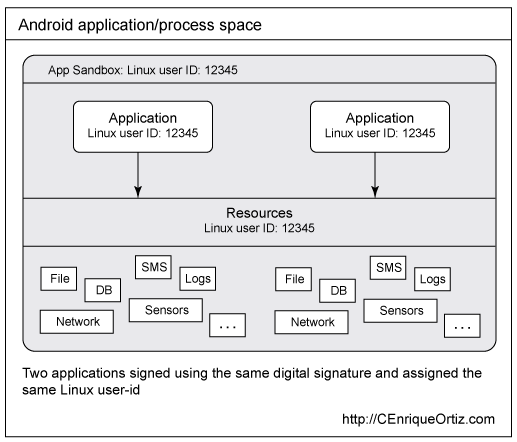 Android application/process space
App Sandbox: Linux user ID: 12345
Application
Linux user ID: 12345
Application
Linux user ID: 12345
Resources
Linux user ID: 12345
File
DB
SMS
Logs
Network
Sensors
...
File
DB
SMS
Logs
Network
Sensors
...
Two applications signed using the same digital signature and assigned the
same Linux user-id
http://CEnriqueOrtiz.com